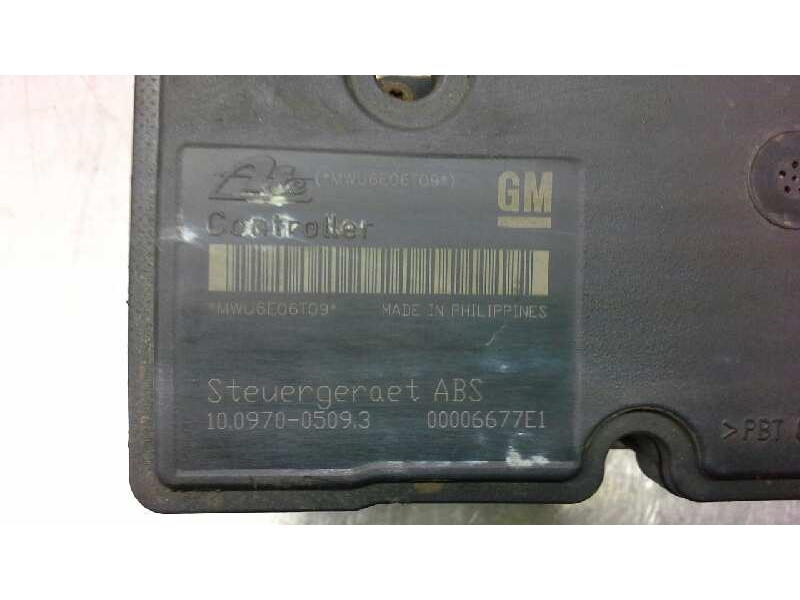 Ate (*MWU6E06T09*)
GM
Controller
*MWU6E06T09* MADE IN PHILIPPINES
Steuergeraet ABS
10.0970-0509.3 00006677E1
>PBT